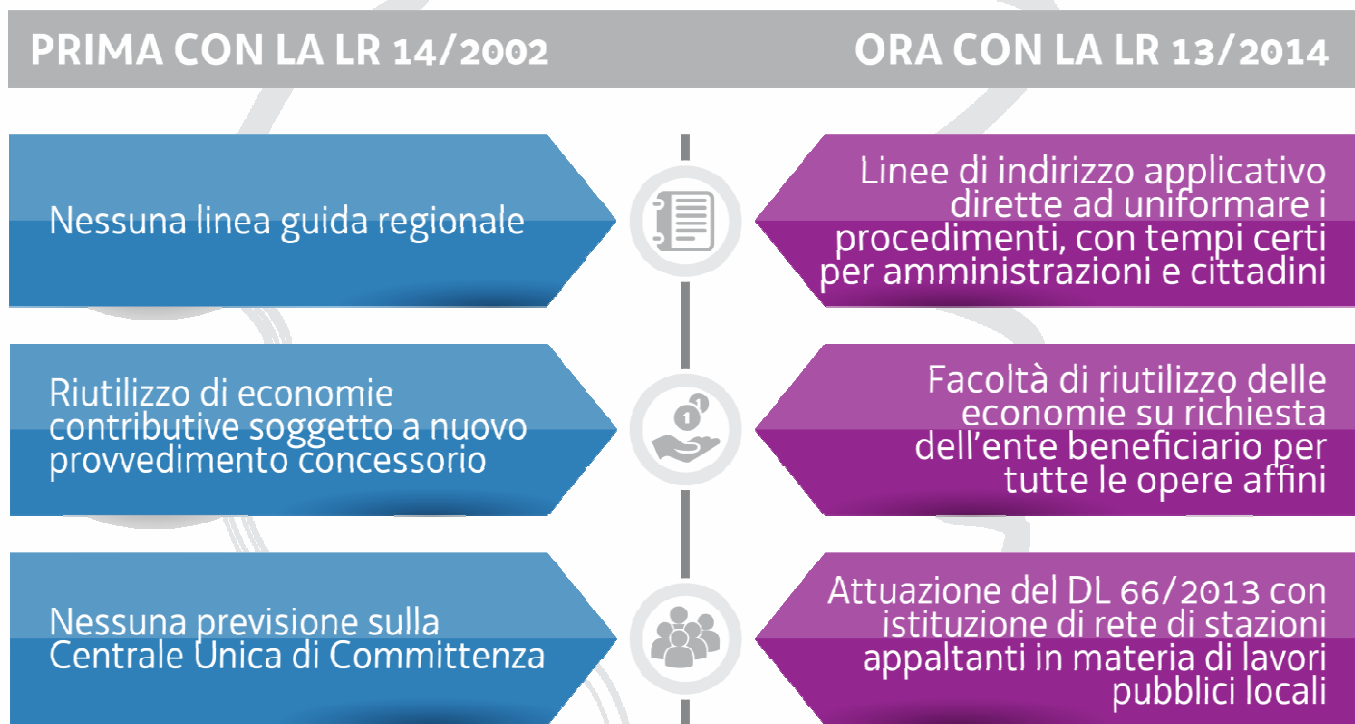 PRIMA CON LA LR 14/2002
ORA CON LA LR 13/2014
Nessuna linea guida regionale
Linee di indirizzo applicativo
dirette ad uniformare i
procedimenti, con tempi certi
per amministrazioni e cittadini
Riutilizzo di economie
contributive soggetto a nuovo
provvedimento concessorio
1
1
Facoltà di riutilizzo delle
economie su richiesta
dell'ente beneficiario per
tutte le opere affini
Nessuna previsione sulla
Centrale Unica di Committenza
Attuazione del DL 66/2013 con
istituzione di rete di stazioni
appaltanti in materia di lavori
pubblici locali